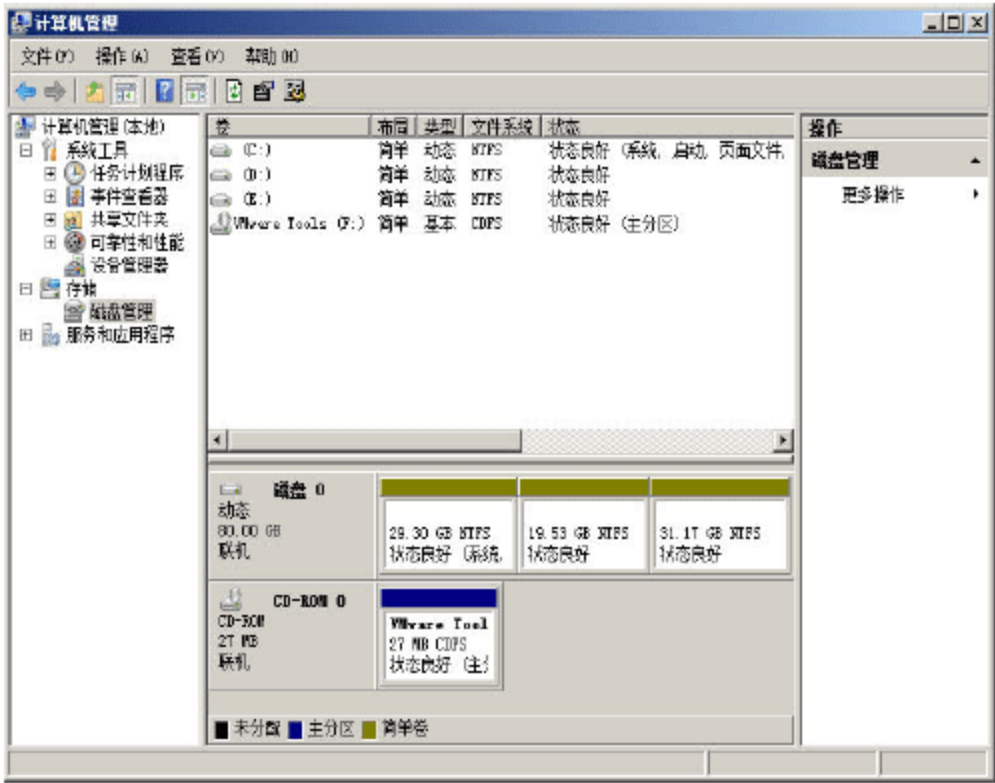 计算机管理
文件(F) 操作(A) 查看(V) 帮助(H)
计算机管理(本地)
系统工具
任务计划程序
事件查看器
共享文件夹
可靠性和性能
设备管理器
存储
磁盘管理
服务和应用程序
卷 布局 类型 文件系统 状态
(C:) 简单 动态 NTFS 状态良好 (系统, 启动, 页面文件,
(D:) 简单 动态 NTFS 状态良好
(E:) 简单 动态 NTFS 状态良好
VMware Tools (F:) 简单 基本 CDFS 状态良好 (主分区)
磁盘 0
动态
80.00 GB
联机
29.30 GB NTFS
状态良好 (系统,
19.53 GB NTFS
状态良好
31.17 GB NTFS
状态良好
CD-ROM 0
CD-ROM
27 MB
联机
VMware Tool
27 MB CDFS
状态良好 (主
未分配 主分区 简单卷
操作
磁盘管理
更多操作